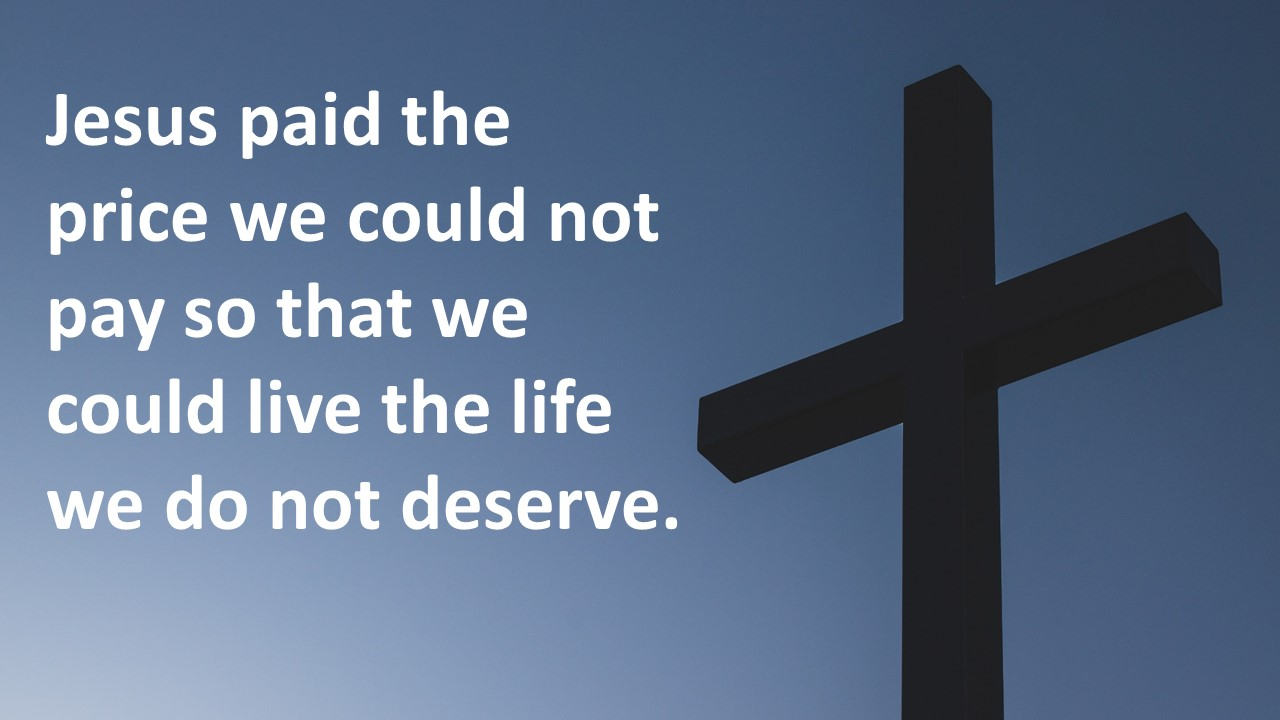 Jesus paid the
price we could not
pay so that we
could live the life
we do not deserve.